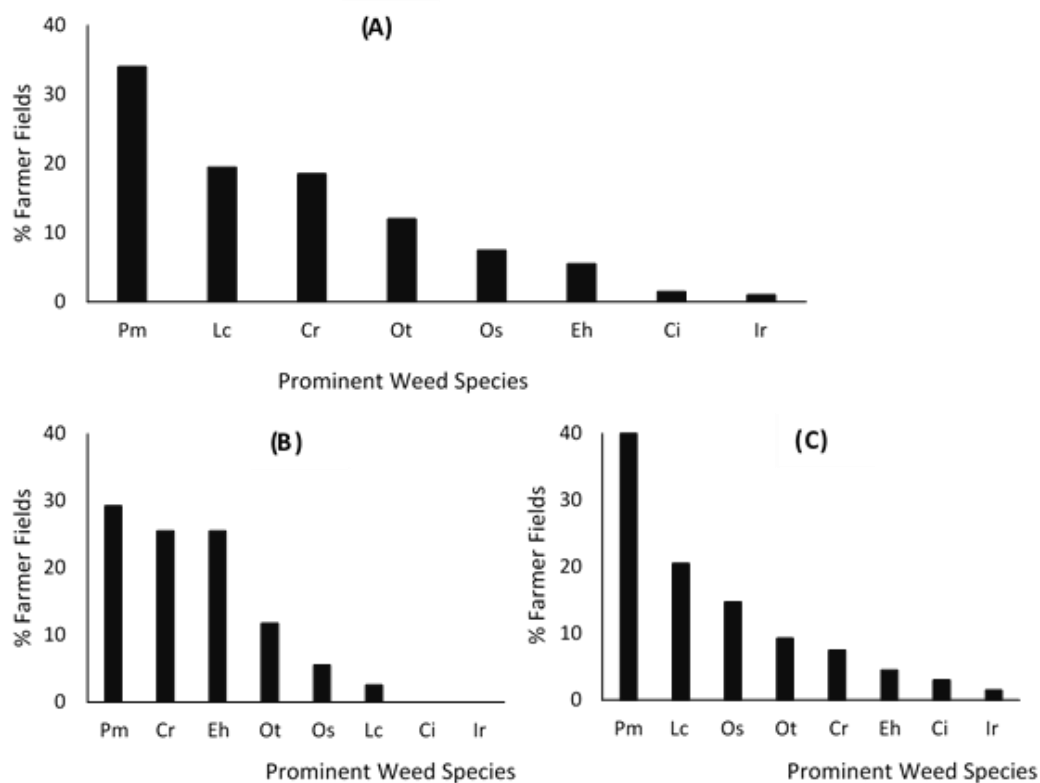 (A)
% Farmer Fields
40
30
20
10
0
Pm Lc Cr Ot Os Eh Ci Ir
Prominent Weed Species
(B)
% Farmer Fields
40
30
20
10
0
Pm Cr Eh Ot Os Lc Ci Ir
Prominent Weed Species
(C)
% Farmer Fields
40
30
20
10
0
Pm Lc Os Ot Cr Eh Ci Ir
Prominent Weed Species